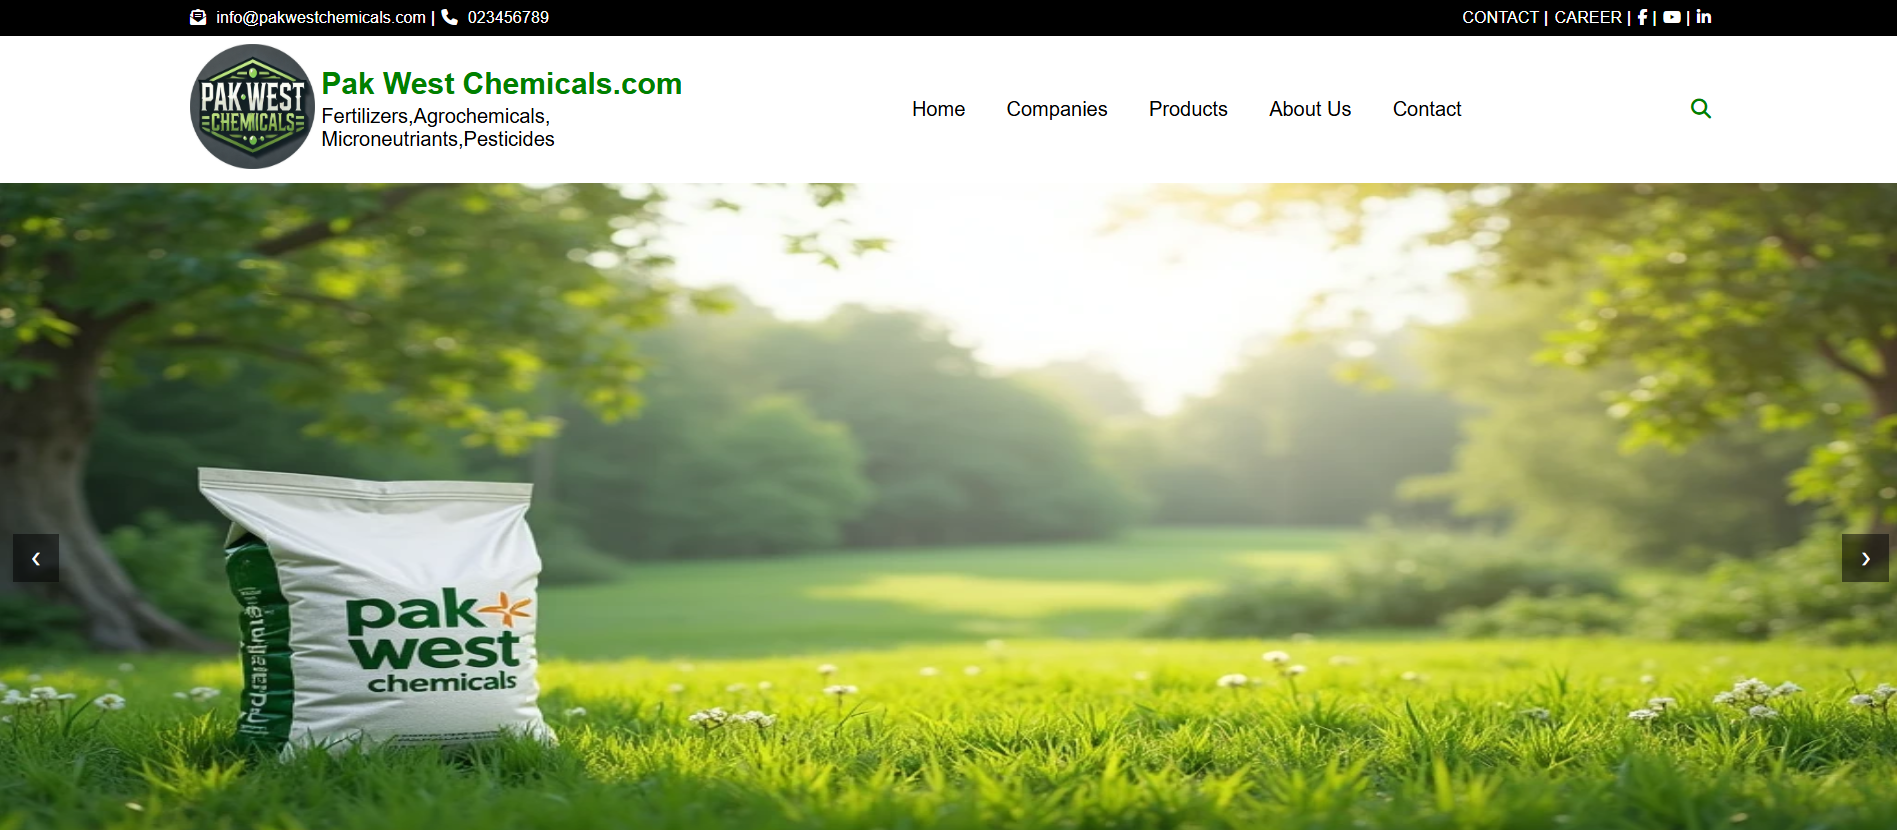 info@pakwestchemicals.com | 023456789
CONTACT | CAREER | | |
PAK·WEST
CHEMICALS
Pak West Chemicals.com
Fertilizers,Agrochemicals,
Microneutriants,Pesticides
Home Companies Products About Us Contact
pak
west
chemicals